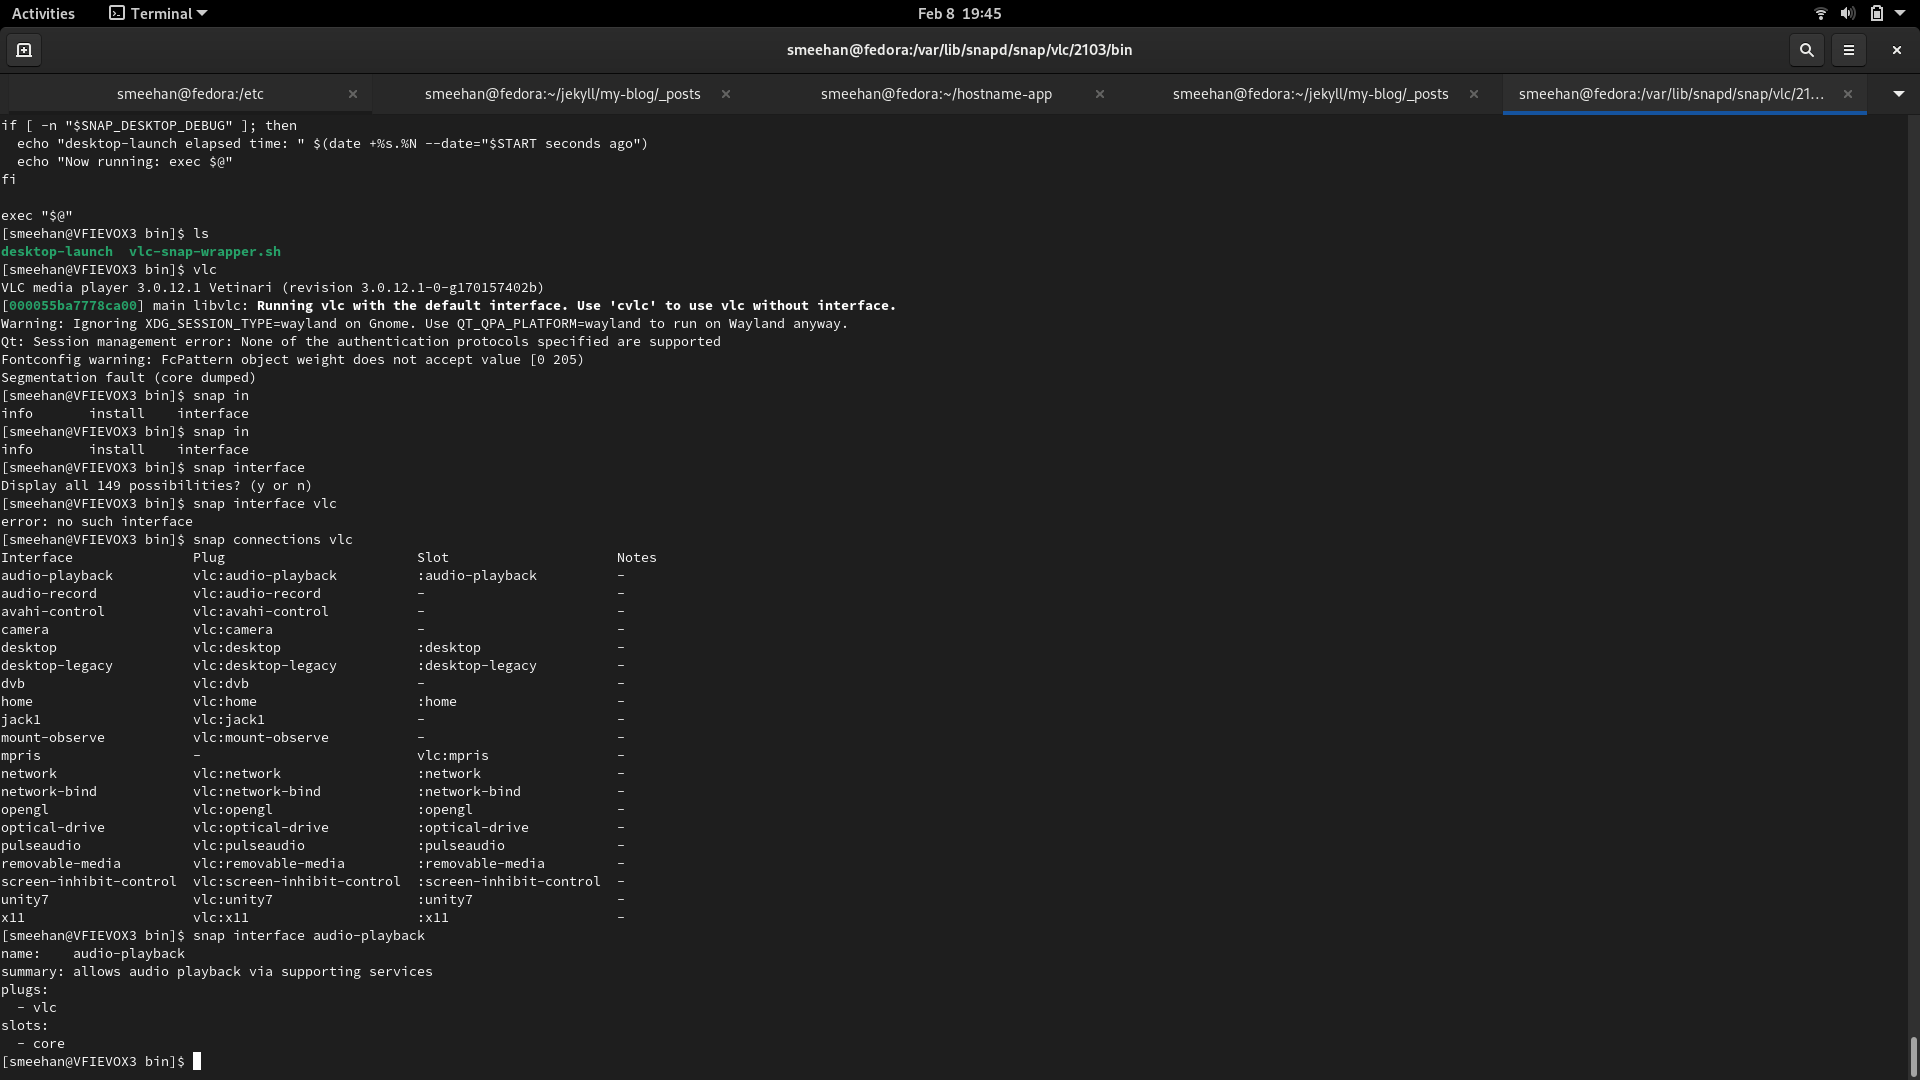 Activities Terminal Feb 8 19:45
smeehan@fedora:/var/lib/snapd/snap/vlc/2103/bin
smeehan@fedora:/etc smeehan@fedora:~/jekyll/my-blog/_posts smeehan@fedora:~/hostname-app smeehan@fedora:~/jekyll/my-blog/_posts smeehan@fedora:/var/lib/snapd/snap/vlc/21...
if [ -n "$SNAP_DESKTOP_DEBUG" ]; then
  echo "desktop-launch elapsed time: " $(date +%s.%N --date="$START seconds ago")
  echo "Now running: exec $@"
fi

exec "$@"
[smeehan@VFIEVOX3 bin]$ ls
desktop-launch  vlc-snap-wrapper.sh
[smeehan@VFIEVOX3 bin]$ vlc
VLC media player 3.0.12.1 Vetinari (revision 3.0.12.1-0-g170157402b)
[000055ba7778ca00] main libvlc: Running vlc with the default interface. Use 'cvlc' to use vlc without interface.
Warning: Ignoring XDG_SESSION_TYPE=wayland on Gnome. Use QT_QPA_PLATFORM=wayland to run on Wayland anyway.
Qt: Session management error: None of the authentication protocols specified are supported
Fontconfig warning: FcPattern object weight does not accept value [0 205)
Segmentation fault (core dumped)
[smeehan@VFIEVOX3 bin]$ snap in
info       install    interface
[smeehan@VFIEVOX3 bin]$ snap in
info       install    interface
[smeehan@VFIEVOX3 bin]$ snap interface
Display all 149 possibilities? (y or n)
[smeehan@VFIEVOX3 bin]$ snap interface vlc
error: no such interface
[smeehan@VFIEVOX3 bin]$ snap connections vlc
Interface               Plug                        Slot                     Notes
audio-playback          vlc:audio-playback          :audio-playback          -
audio-record            vlc:audio-record            -                        -
avahi-control           vlc:avahi-control           -                        -
camera                  vlc:camera                  -                        -
desktop                 vlc:desktop                 :desktop                 -
desktop-legacy          vlc:desktop-legacy          :desktop-legacy          -
dvb                     vlc:dvb                     -                        -
home                    vlc:home                    :home                    -
jack1                   vlc:jack1                   -                        -
mount-observe           vlc:mount-observe           -                        -
mpris                   -                           vlc:mpris                -
network                 vlc:network                 :network                 -
network-bind            vlc:network-bind            :network-bind            -
opengl                  vlc:opengl                  :opengl                  -
optical-drive           vlc:optical-drive           :optical-drive           -
pulseaudio              vlc:pulseaudio              :pulseaudio              -
removable-media         vlc:removable-media         :removable-media         -
screen-inhibit-control  vlc:screen-inhibit-control  :screen-inhibit-control  -
unity7                  vlc:unity7                  :unity7                  -
x11                     vlc:x11                     :x11                     -
[smeehan@VFIEVOX3 bin]$ snap interface audio-playback
name:    audio-playback
summary: allows audio playback via supporting services
plugs:
  - vlc
slots:
  - core
[smeehan@VFIEVOX3 bin]$